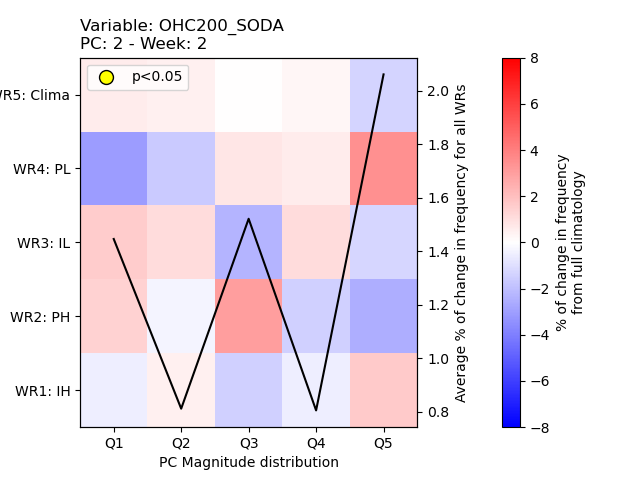 Variable: OHC200_SODA
PC: 2 - Week: 2
p<0.05
WR5: Clima
WR4: PL
WR3: IL
WR2: PH
WR1: IH
Q1 Q2 Q3 Q4 Q5
PC Magnitude distribution
2.0
1.8
1.6
1.4
1.2
1.0
0.8
Average % of change in frequency for all WRs
8
6
4
2
0
−2
−4
−6
−8
% of change in frequency
from full climatology